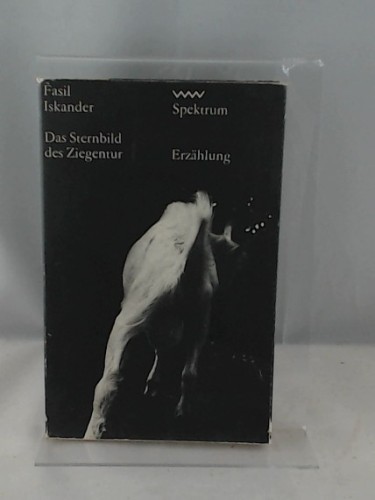 Fasil
Iskander
Spektrum
Das Sternbild
des Ziegentur
Erzählung